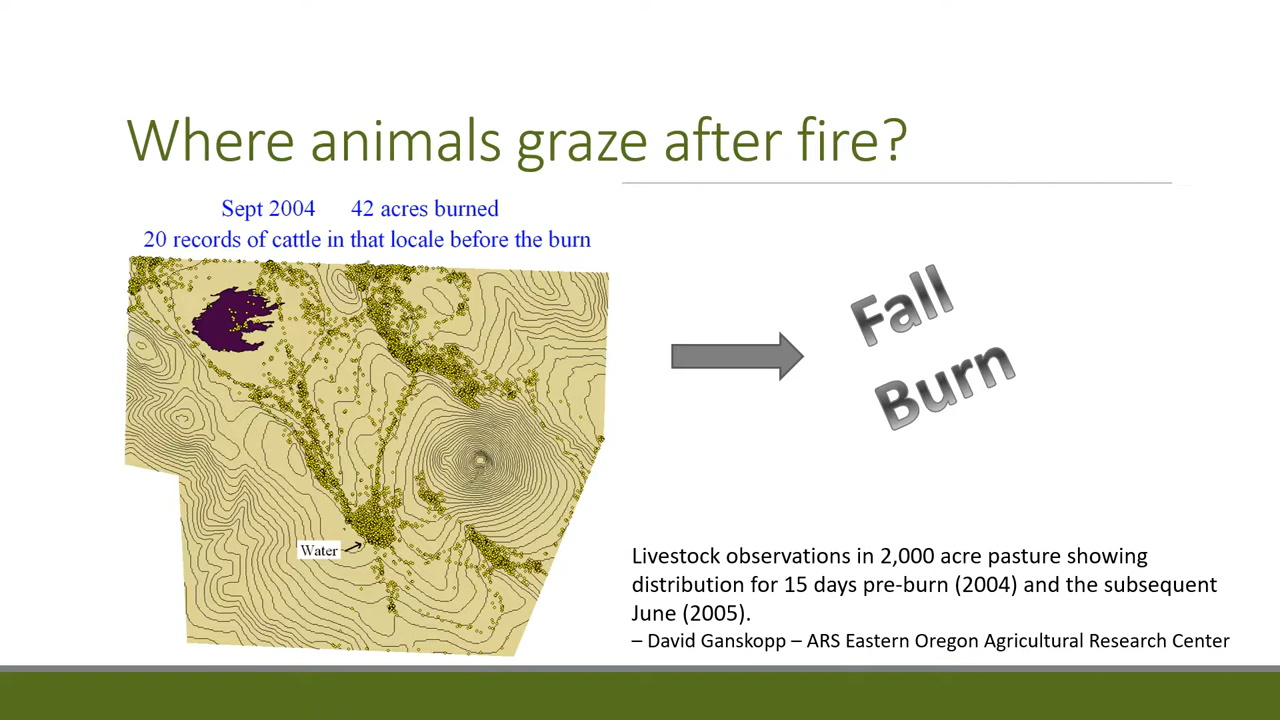 Where animals graze after fire?
Sept 2004 42 acres burned
20 records of cattle in that locale before the burn
Water
Fall
Burn
Livestock observations in 2,000 acre pasture showing
distribution for 15 days pre-burn (2004) and the subsequent
June (2005).
– David Ganskopp – ARS Eastern Oregon Agricultural Research Center